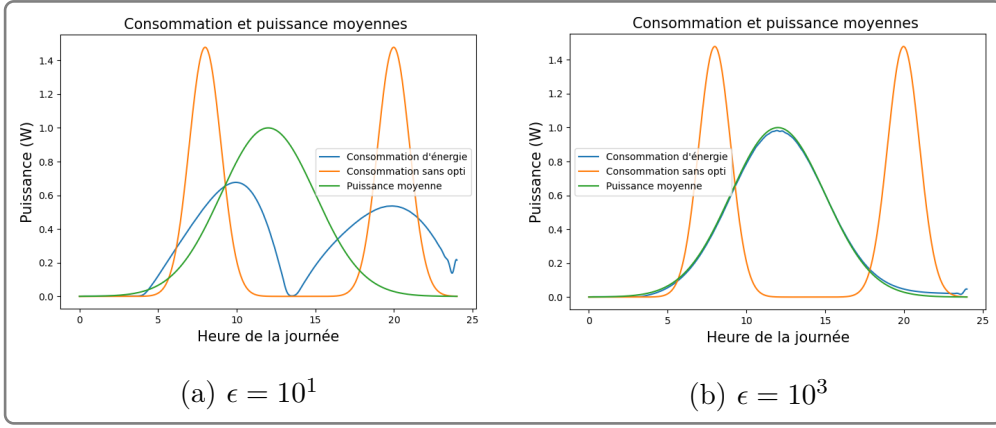 Consommation et puissance moyennes
1.4
1.2
1.0
0.8
0.6
0.4
0.2
0.0
Puissance (W)
Consommation d'énergie
Consommation sans opti
Puissance moyenne
0 5 10 15 20 25
Heure de la journée
(a) ϵ = 10¹
Consommation et puissance moyennes
1.4
1.2
1.0
0.8
0.6
0.4
0.2
0.0
Puissance (W)
Consommation d'énergie
Consommation sans opti
Puissance moyenne
0 5 10 15 20 25
Heure de la journée
(b) ϵ = 10³